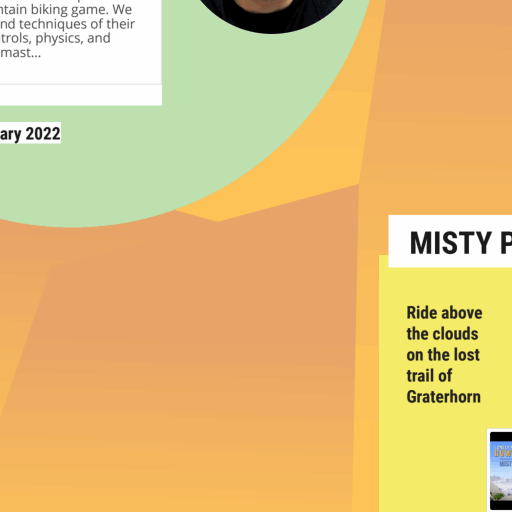 ntain biking game. We
nd techniques of their
trols, physics, and
mast...
ary 2022
MISTY P
Ride above
the clouds
on the lost
trail of
Graterhorn